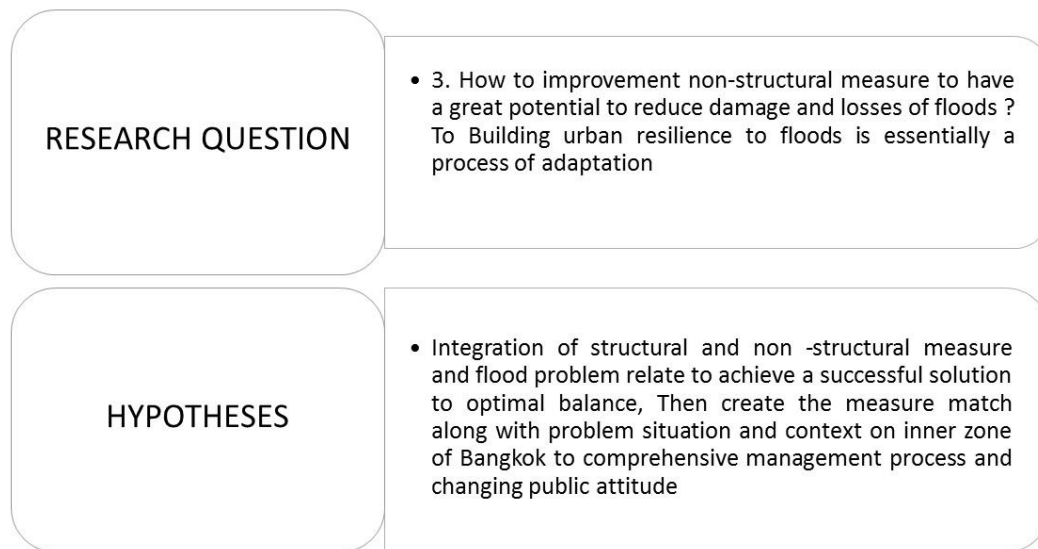 RESEARCH QUESTION
• 3. How to improvement non-structural measure to have
a great potential to reduce damage and losses of floods ?
To Building urban resilience to floods is essentially a
process of adaptation
HYPOTHESES
• Integration of structural and non -structural measure
and flood problem relate to achieve a successful solution
to optimal balance, Then create the measure match
along with problem situation and context on inner zone
of Bangkok to comprehensive management process and
changing public attitude